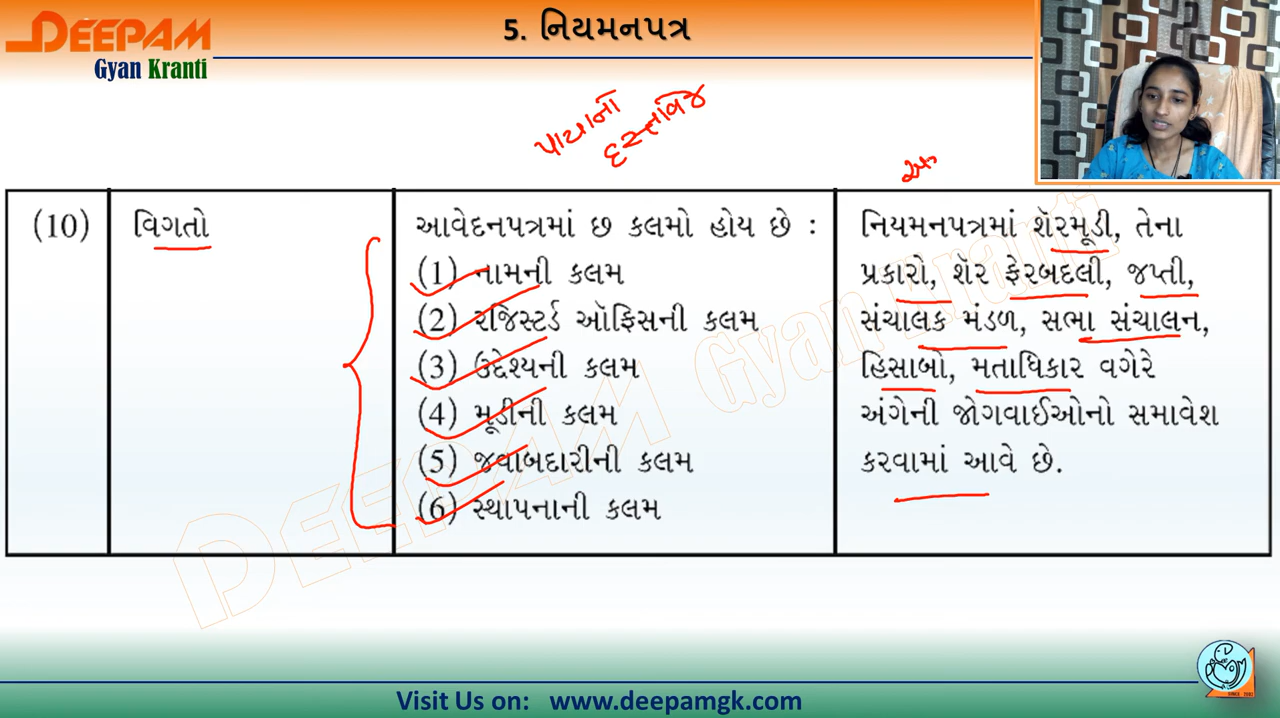 DEEPAM
Gyan Kranti
5. નિયમનપત્ર
પાયાનો
દસ્તાવેજ
(10)
વિગતો
આવેદનપત્રમાં છ કલમો હોય છે :
(1) નામની કલમ
(2) રજિસ્ટર્ડ ઑફિસની કલમ
(3) ઉદ્દેશ્યની કલમ
(4) મૂડીની કલમ
(5) જવાબદારીની કલમ
(6) સ્થાપનાની કલમ
નિયમનપત્રમાં શૅરમૂડી, તેના
પ્રકારો, શૅર ફેરબદલી, જપ્તી,
સંચાલક મંડળ, સભા સંચાલન,
હિસાબો, મતાધિકાર વગેરે
અંગેની જોગવાઈઓનો સમાવેશ
કરવામાં આવે છે.
DEEPAM Gyan Kranti
Visit Us on: www.deepamgk.com